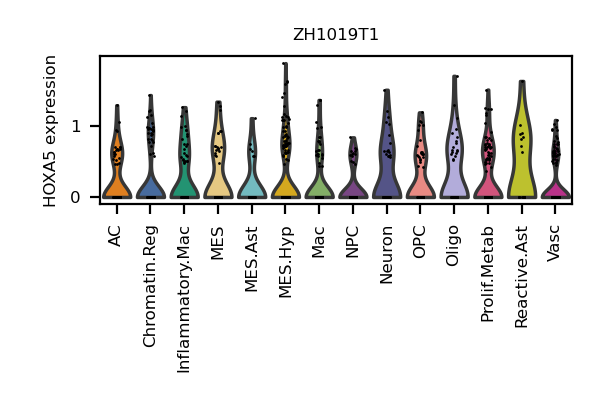 ZH1019T1
HOXA5 expression
1
0
AC
Chromatin.Reg
Inflammatory.Mac
MES
MES.Ast
MES.Hyp
Mac
NPC
Neuron
OPC
Oligo
Prolif.Metab
Reactive.Ast
Vasc